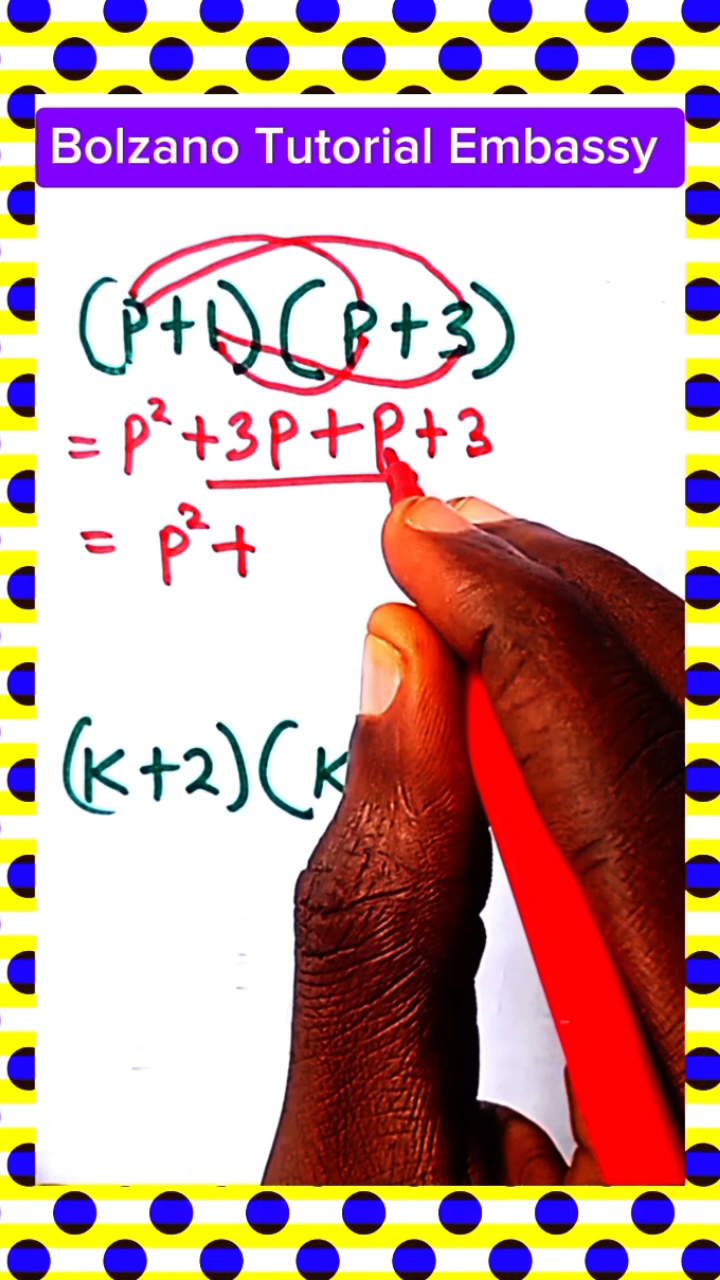 Bolzano Tutorial Embassy
(p+1)(p+3)
= p²+3p+p+3
= p²+
(k+2)(k